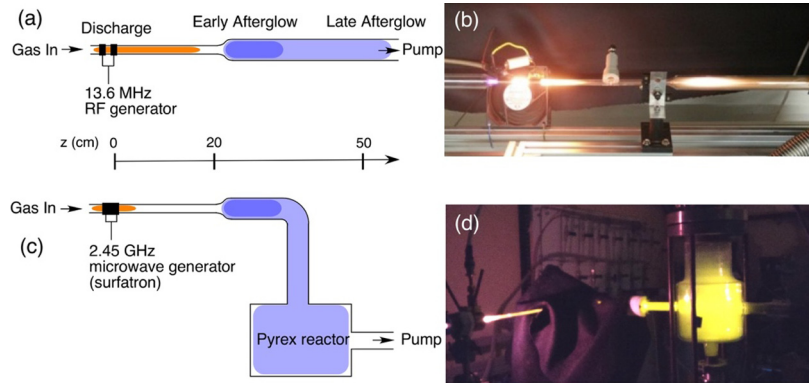 (a)
Discharge
Early Afterglow
Late Afterglow
Gas In
Pump
13.6 MHz
RF generator
(b)
z (cm)
0
20
50
Gas In
(c)
2.45 GHz
microwave generator
(surfatron)
Pyrex reactor
Pump
(d)